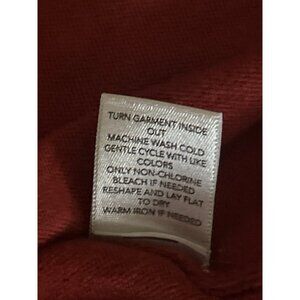 TURN GARMENT INSIDE
OUT
MACHINE WASH COLD
GENTLE CYCLE WITH LIKE
COLORS
ONLY NON-CHLORINE
BLEACH IF NEEDED
RESHAPE AND LAY FLAT
TO DRY
WARM IRON IF NEEDED